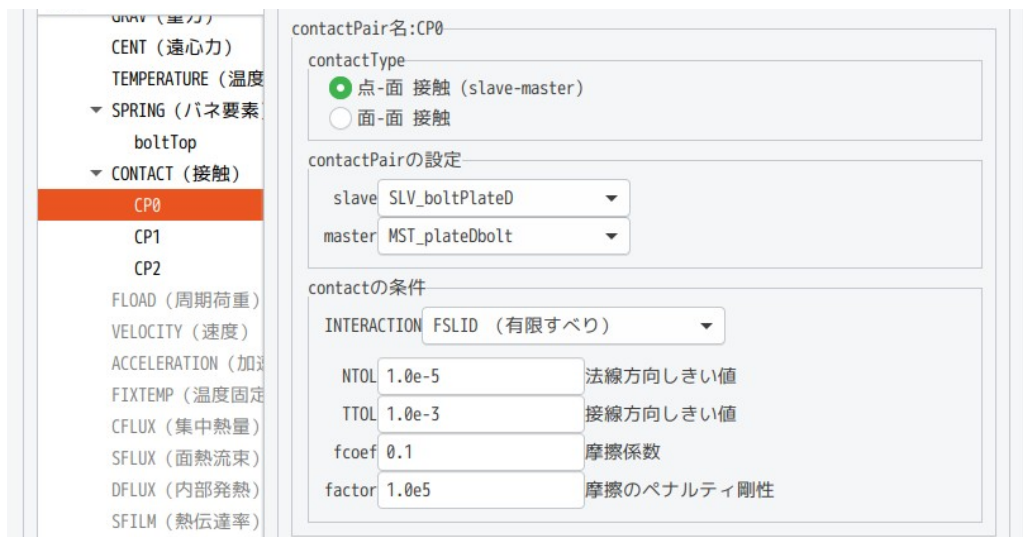 GRAV (重力)
CENT (遠心力)
TEMPERATURE (温度
SPRING (バネ要素)
boltTop
CONTACT (接触)
CP0
CP1
CP2
FLOAD (周期荷重)
VELOCITY (速度)
ACCELERATION (加速
FIXTEMP (温度固定
CFLUX (集中熱量)
SFLUX (面熱流束)
DFLUX (内部発熱)
SFILM (熱伝達率)
contactPair名:CP0
contactType
点-面 接触 (slave-master)
面-面 接触
contactPairの設定
slave SLV_boltPlateD
master MST_plateDbolt
contactの条件
INTERACTION FSLID (有限すべり)
NTOL 1.0e-5 法線方向しきい値
TTOL 1.0e-3 接線方向しきい値
fcoef 0.1 摩擦係数
factor 1.0e5 摩擦のペナルティ剛性